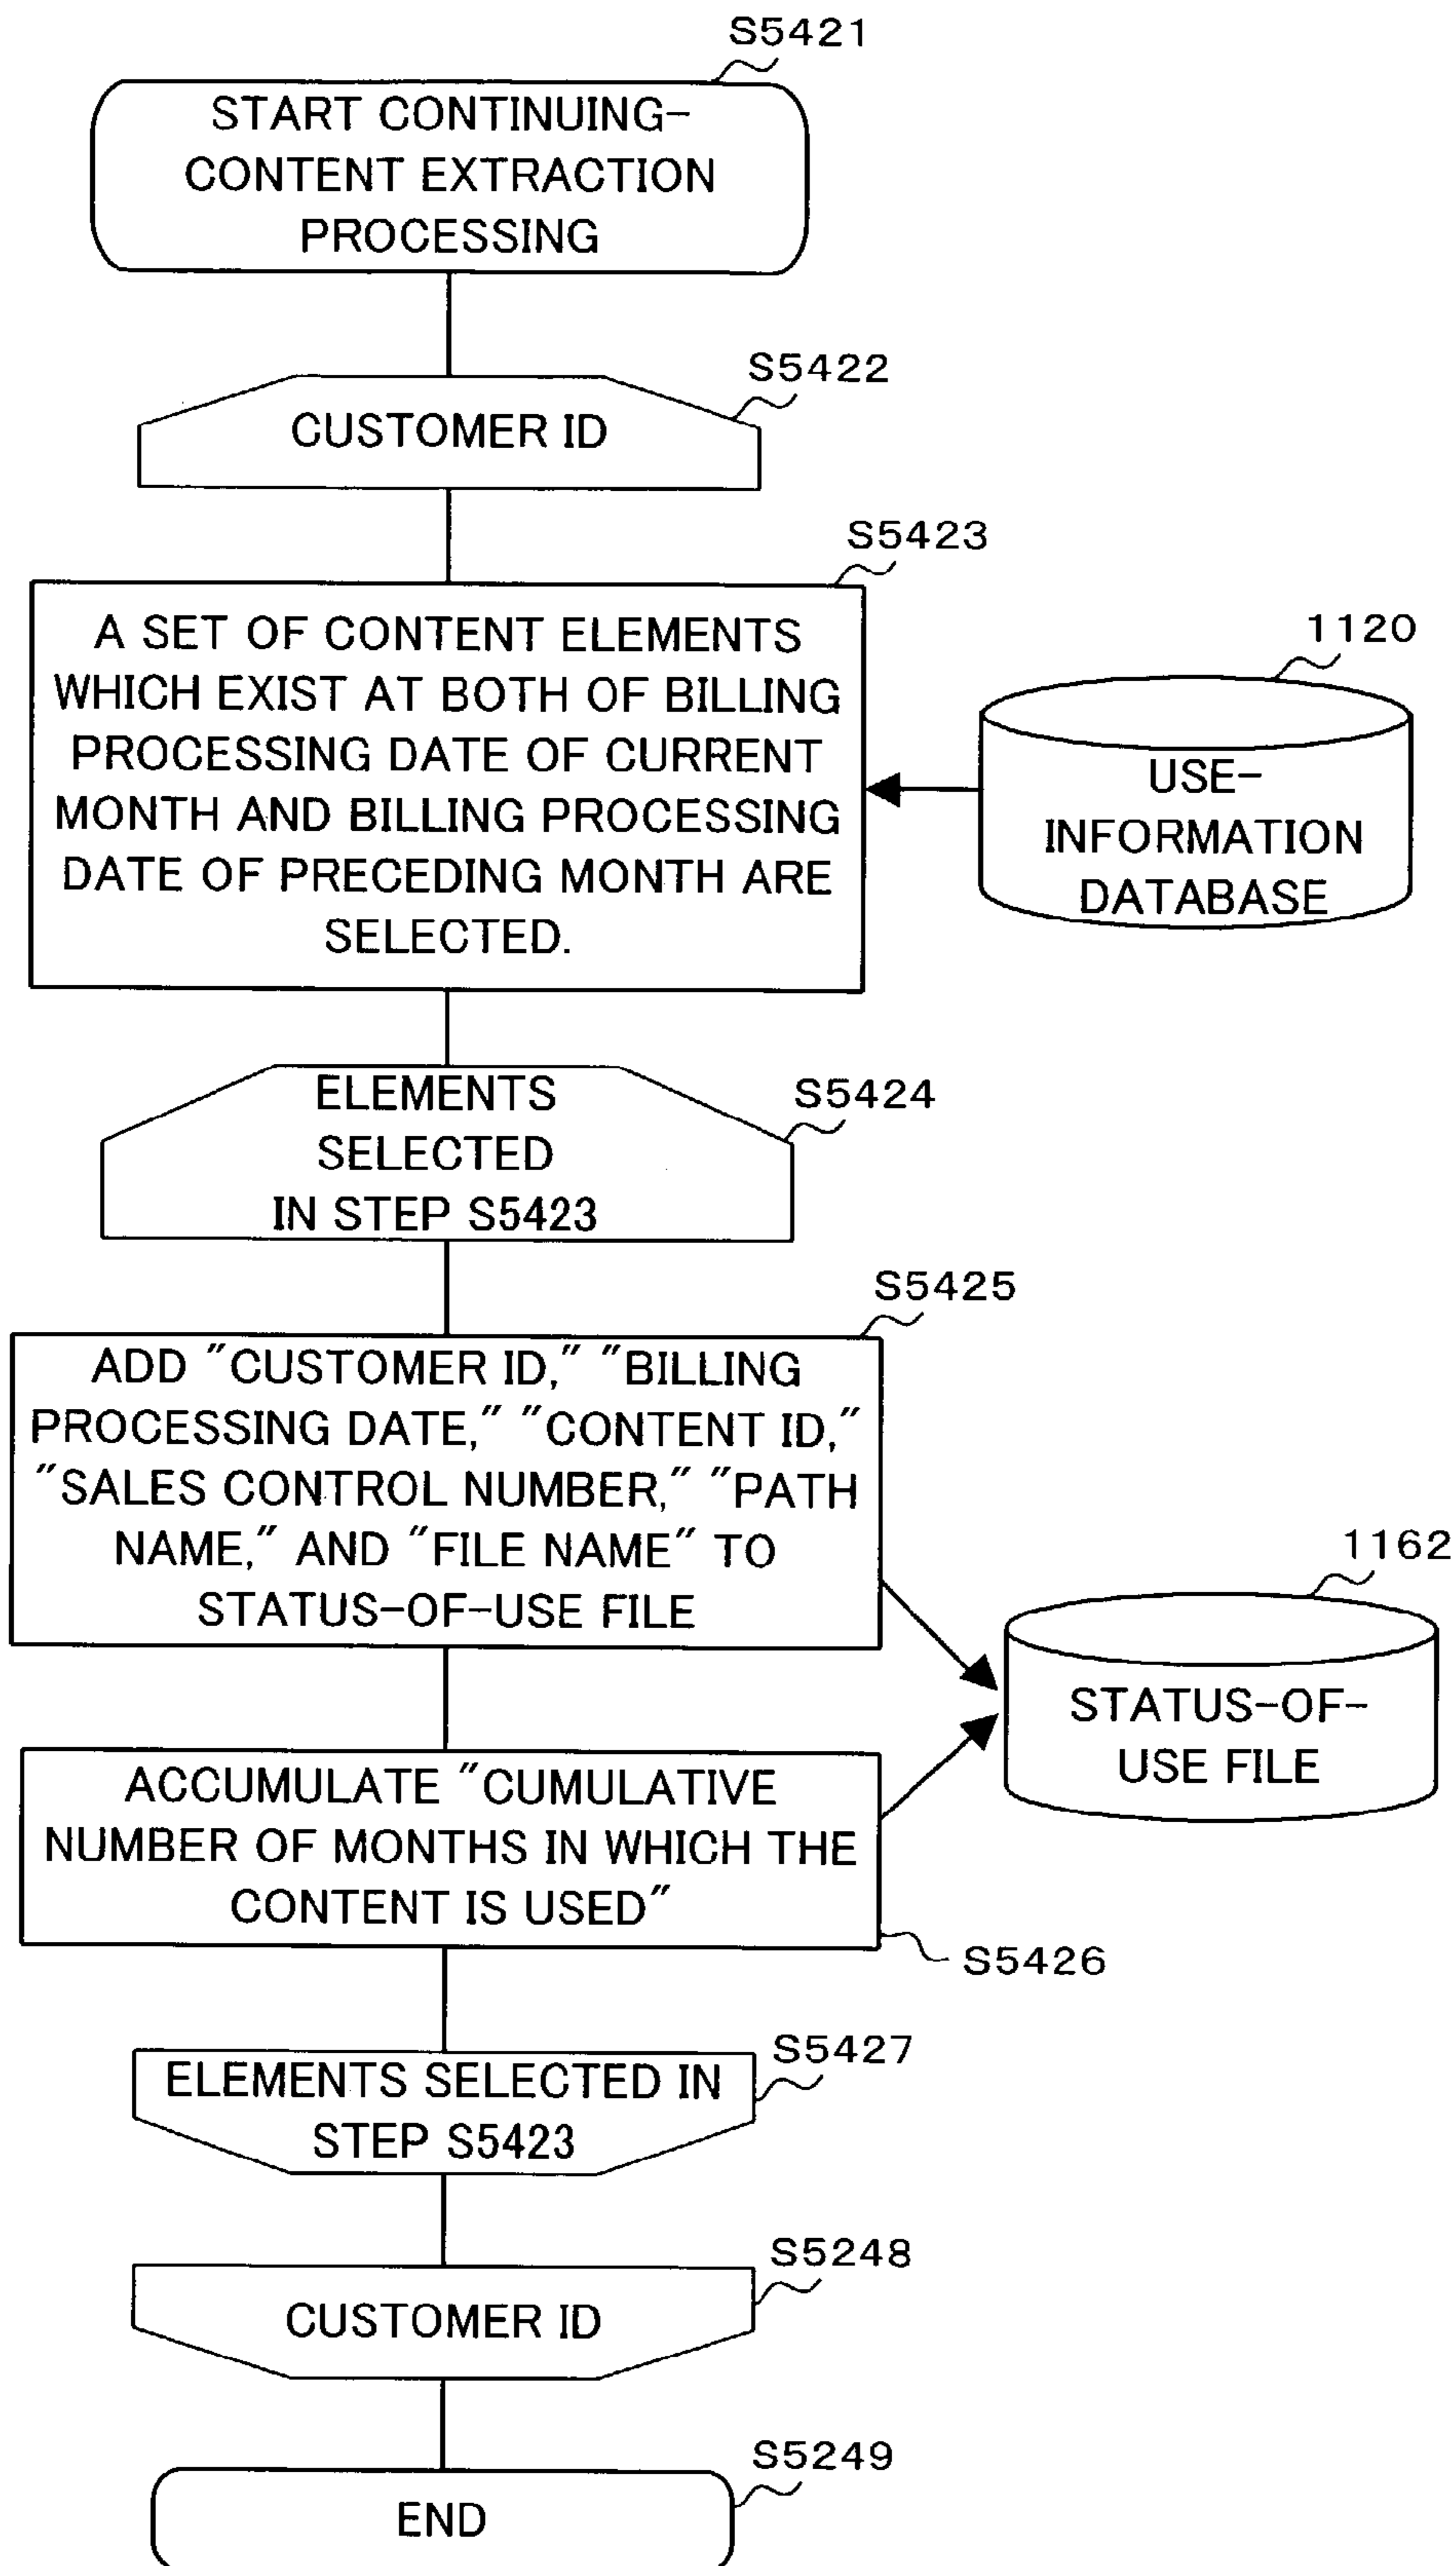 S5421
START CONTINUING-
CONTENT EXTRACTION
PROCESSING
S5422
CUSTOMER ID
S5423
A SET OF CONTENT ELEMENTS
WHICH EXIST AT BOTH OF BILLING
PROCESSING DATE OF CURRENT
MONTH AND BILLING PROCESSING
DATE OF PRECEDING MONTH ARE
SELECTED.
1120
USE-
INFORMATION
DATABASE
S5424
ELEMENTS
SELECTED
IN STEP S5423
S5425
ADD "CUSTOMER ID," "BILLING
PROCESSING DATE," "CONTENT ID,"
"SALES CONTROL NUMBER," "PATH
NAME," AND "FILE NAME" TO
STATUS-OF-USE FILE
1162
STATUS-OF-
USE FILE
ACCUMULATE "CUMULATIVE
NUMBER OF MONTHS IN WHICH THE
CONTENT IS USED"
S5426
S5427
ELEMENTS SELECTED IN
STEP S5423
S5248
CUSTOMER ID
S5249
END